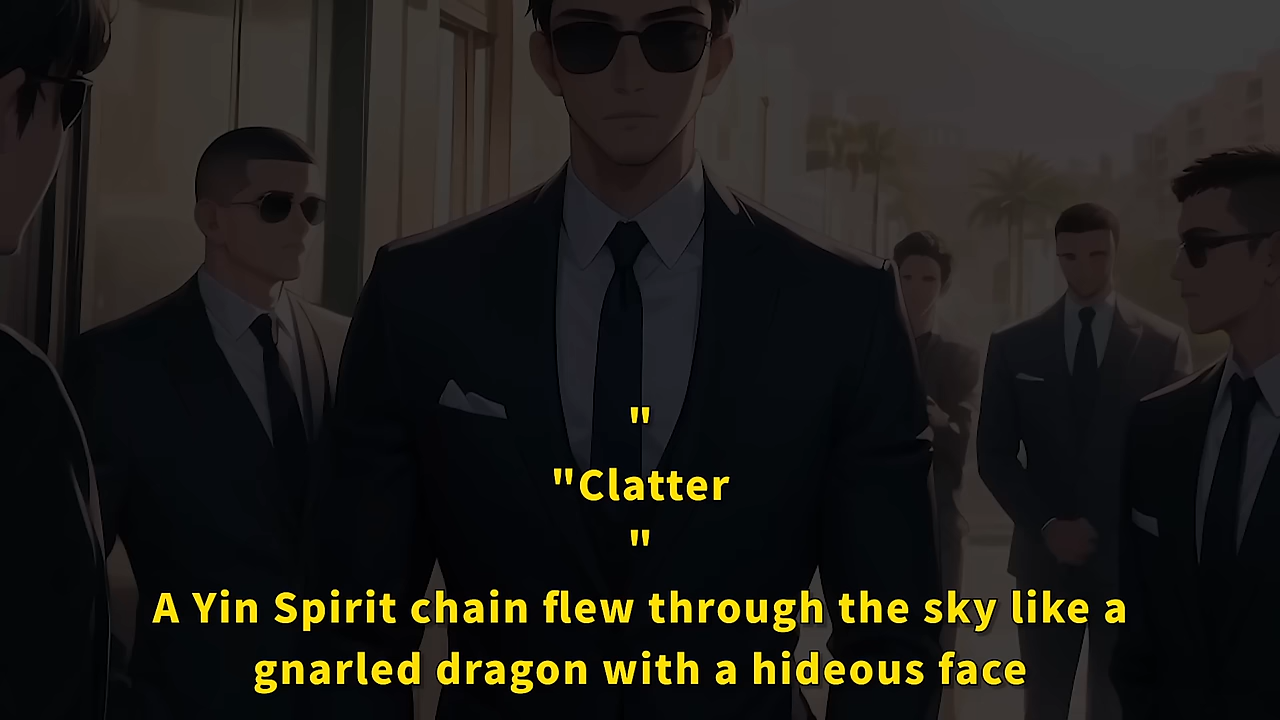 "
"Clatter
"
A Yin Spirit chain flew through the sky like a
gnarled dragon with a hideous face